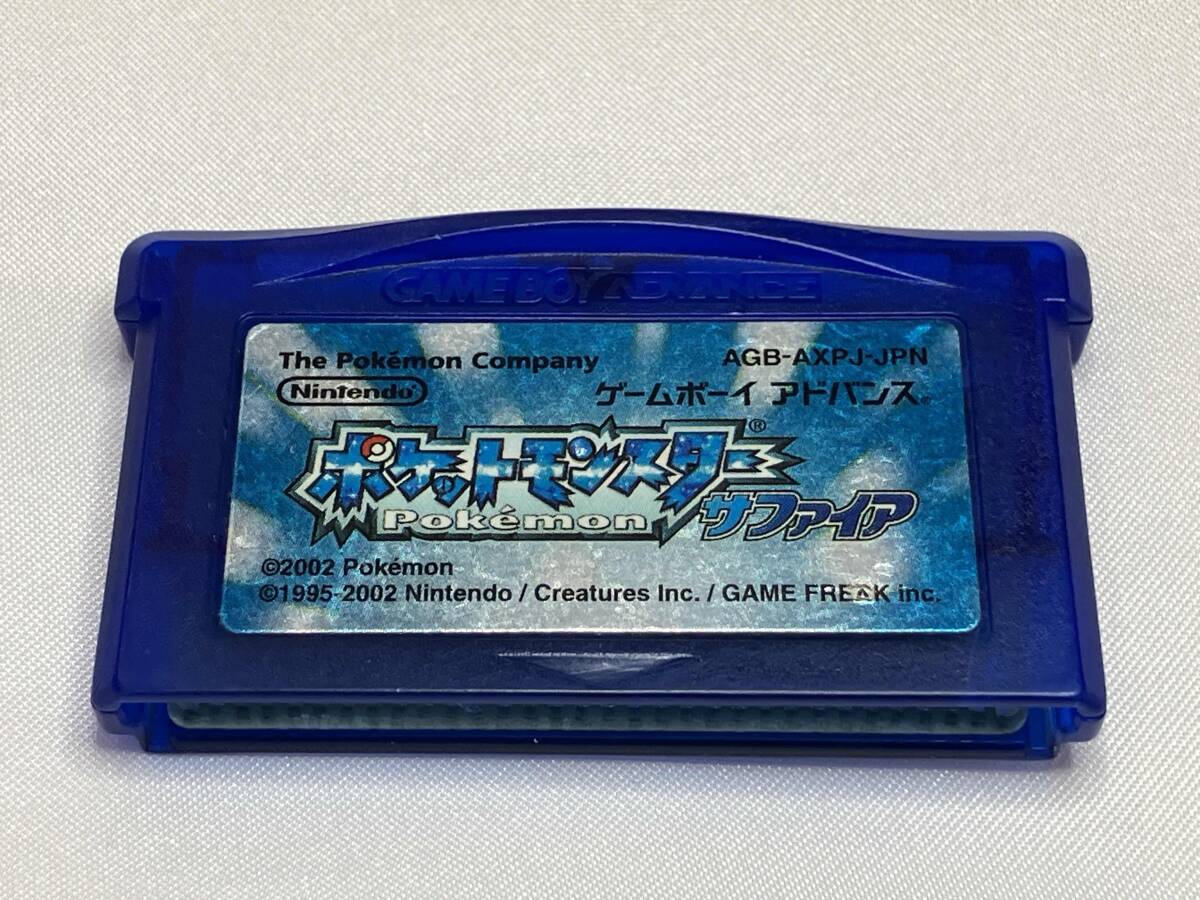 GAME BOY ADVANCE
The Pokémon Company AGB-AXPJ-JPN
Nintendo ゲームボーイ アドバンス®
ポケットモンスター®
Pokémon サファイア
©2002 Pokémon
©1995-2002 Nintendo / Creatures Inc. / GAME FREAK inc.